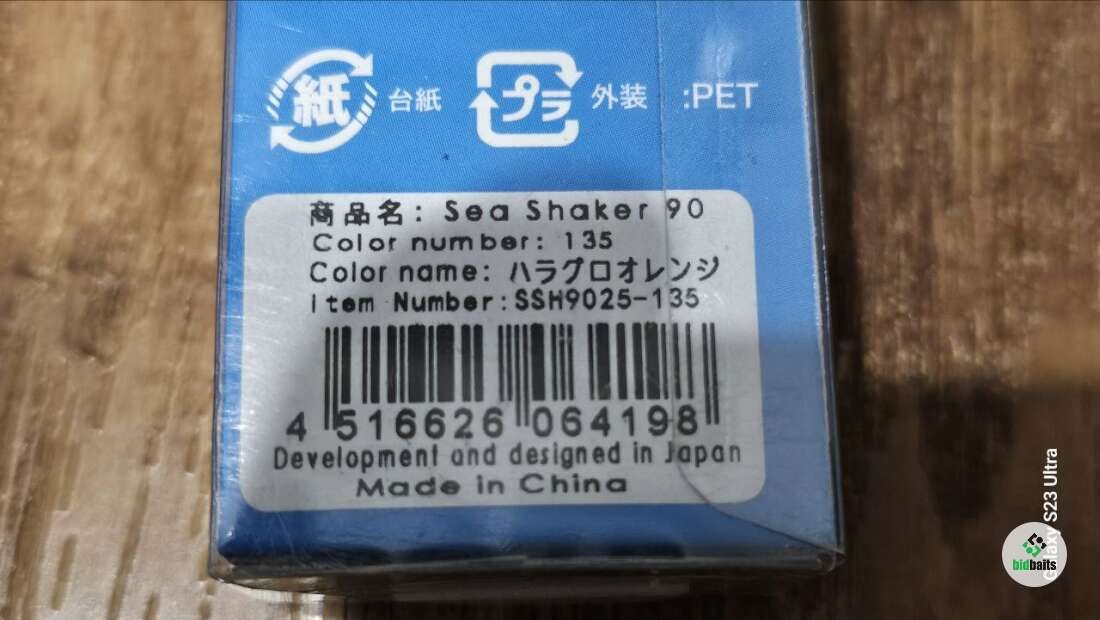 紙 台紙 プラ 外装 :PET
商品名: Sea Shaker 90
Color number: 135
Color name: ハラグロオレンジ
Item Number:SSH9025-135
4 516626 064198
Development and designed in Japan
Made in China
Galaxy S23 Ultra
bidbaits